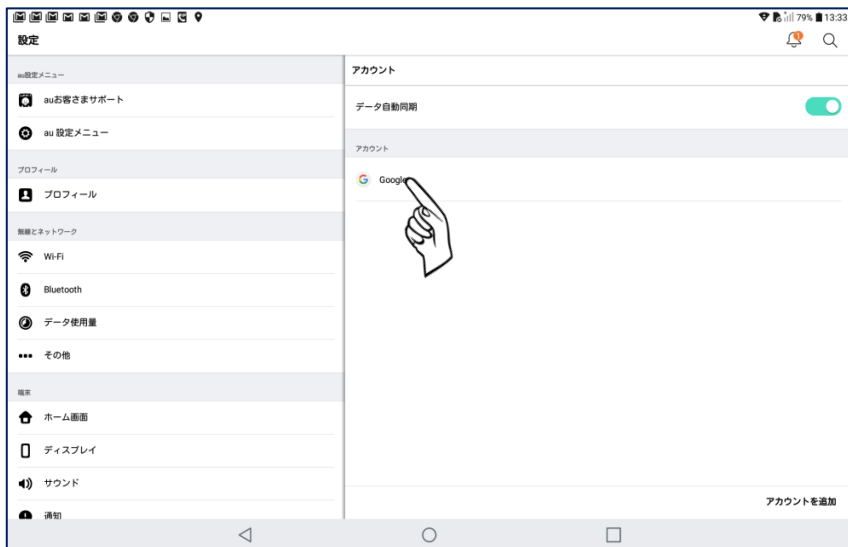 79% 13:33
設定
au設定メニュー
auお客さまサポート
au 設定メニュー
プロフィール
プロフィール
無線とネットワーク
Wi-Fi
Bluetooth
データ使用量
その他
端末
ホーム画面
ディスプレイ
サウンド
通知
アカウント
データ自動同期
アカウント
Google
アカウントを追加